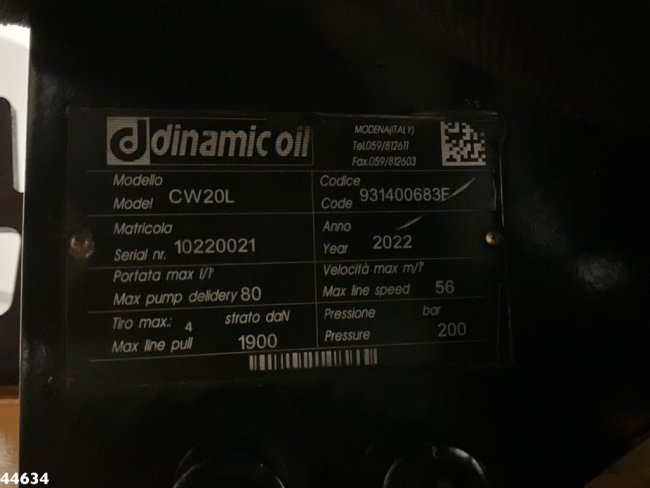 dinamic oil
MODENA(ITALY)
Tel.059/812611
Fax.059/812603
Modello
Model CW20L
Codice
Code 931400683E
Matricola
Serial nr. 10220021
Anno
Year 2022
Portata max l/1'
Max pump delidery 80
Velocità max m/1'
Max line speed 56
Tiro max.: 4 strato daN
Max line pull 1900
Pressione bar
Pressure 200
44634